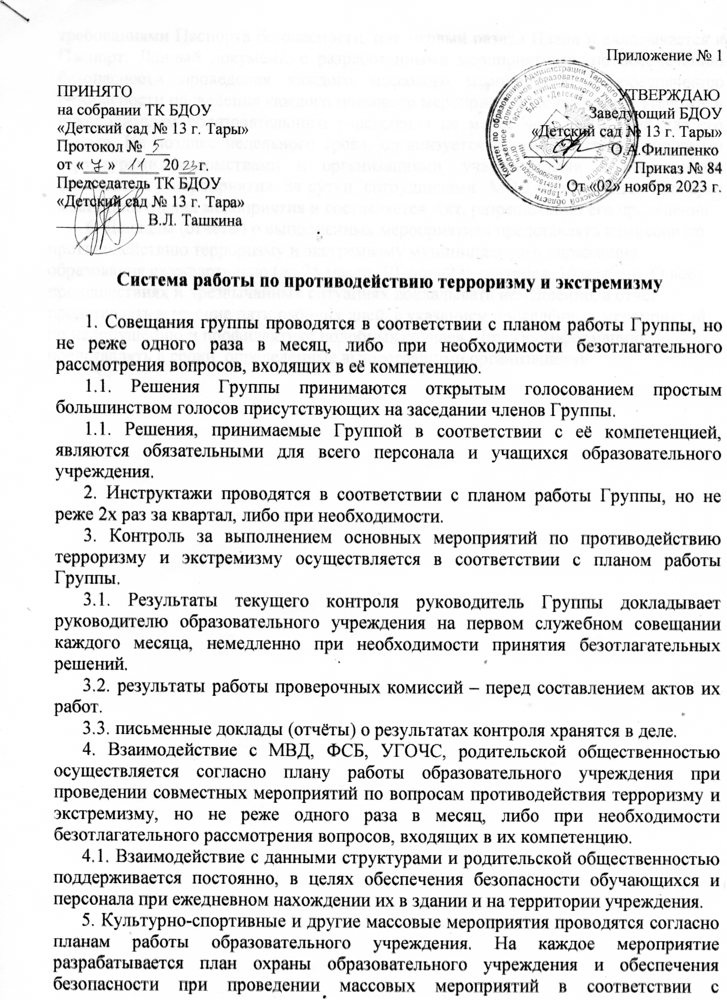 Приложение № 1
ПРИНЯТО
на собрании ТК БДОУ
«Детский сад № 13 г. Тары»
Протокол № 5
от « 7 » 11 2023 г.
Председатель ТК БДОУ
«Детский сад № 13 г. Тара»
В.Л. Ташкина
УТВЕРЖДАЮ
Заведующий БДОУ
«Детский сад № 13 г. Тары»
О.А.Филипенко
Приказ № 84
От «02» ноября 2023 г.
Система работы по противодействию терроризму и экстремизму
1. Совещания группы проводятся в соответствии с планом работы Группы, но
не реже одного раза в месяц, либо при необходимости безотлагательного
рассмотрения вопросов, входящих в её компетенцию.
1.1. Решения Группы принимаются открытым голосованием простым
большинством голосов присутствующих на заседании членов Группы.
1.1. Решения, принимаемые Группой в соответствии с её компетенцией,
являются обязательными для всего персонала и учащихся образовательного
учреждения.
2. Инструктажи проводятся в соответствии с планом работы Группы, но не
реже 2х раз за квартал, либо при необходимости.
3. Контроль за выполнением основных мероприятий по противодействию
терроризму и экстремизму осуществляется в соответствии с планом работы
Группы.
3.1. Результаты текущего контроля руководитель Группы докладывает
руководителю образовательного учреждения на первом служебном совещании
каждого месяца, немедленно при необходимости принятия безотлагательных
решений.
3.2. результаты работы проверочных комиссий – перед составлением актов их
работ.
3.3. письменные доклады (отчёты) о результатах контроля хранятся в деле.
4. Взаимодействие с МВД, ФСБ, УГОЧС, родительской общественностью
осуществляется согласно плану работы образовательного учреждения при
проведении совместных мероприятий по вопросам противодействия терроризму и
экстремизму, но не реже одного раза в месяц, либо при необходимости
безотлагательного рассмотрения вопросов, входящих в их компетенцию.
4.1. Взаимодействие с данными структурами и родительской общественностью
поддерживается постоянно, в целях обеспечения безопасности обучающихся и
персонала при ежедневном нахождении их в здании и на территории учреждения.
5. Культурно-спортивные и другие массовые мероприятия проводятся согласно
планам работы образовательного учреждения. На каждое мероприятие
разрабатывается план охраны образовательного учреждения и обеспечения
безопасности при проведении массовых мероприятий в соответствии с